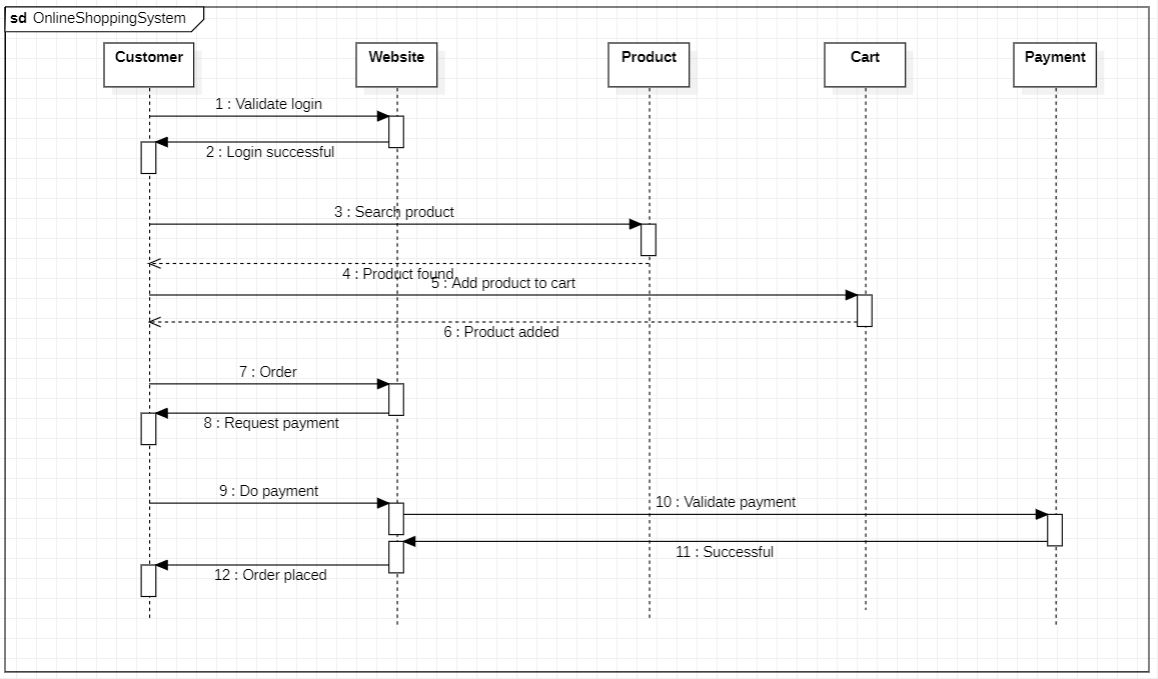 sd OnlineShoppingSystem
Customer
Website
Product
Cart
Payment
1 : Validate login
2 : Login successful
3 : Search product
4 : Product found
5 : Add product to cart
6 : Product added
7 : Order
8 : Request payment
9 : Do payment
10 : Validate payment
11 : Successful
12 : Order placed